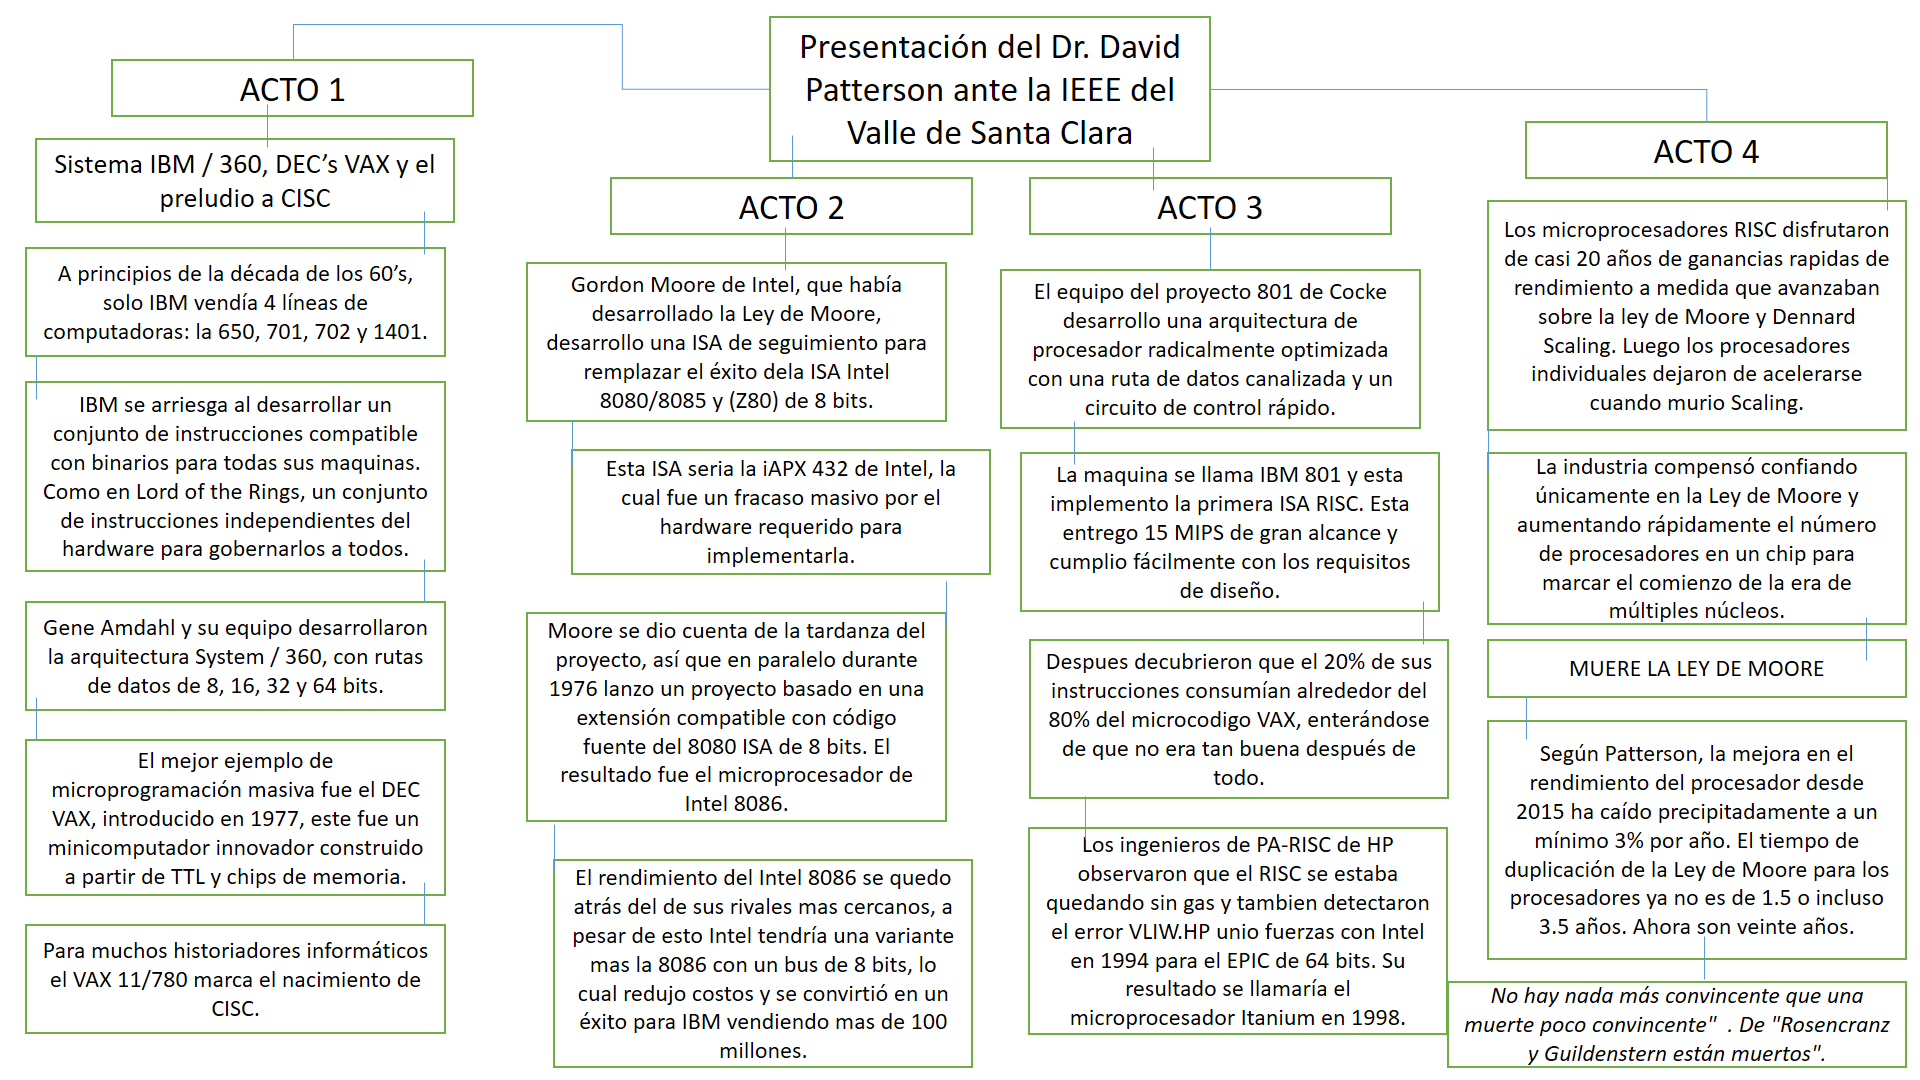 Presentación del Dr. David
Patterson ante la IEEE del
Valle de Santa Clara
ACTO 1
Sistema IBM / 360, DEC’s VAX y el
preludio a CISC
A principios de la década de los 60’s,
solo IBM vendía 4 líneas de
computadoras: la 650, 701, 702 y 1401.
IBM se arriesga al desarrollar un
conjunto de instrucciones compatible
con binarios para todas sus maquinas.
Como en Lord of the Rings, un conjunto
de instrucciones independientes del
hardware para gobernarlos a todos.
Gene Amdahl y su equipo desarrollaron
la arquitectura System / 360, con rutas
de datos de 8, 16, 32 y 64 bits.
El mejor ejemplo de
microprogramación masiva fue el DEC
VAX, introducido en 1977, este fue un
minicomputador innovador construido
a partir de TTL y chips de memoria.
Para muchos historiadores informáticos
el VAX 11/780 marca el nacimiento de
CISC.
ACTO 2
Gordon Moore de Intel, que había
desarrollado la Ley de Moore,
desarrollo una ISA de seguimiento para
remplazar el éxito dela ISA Intel
8080/8085 y (Z80) de 8 bits.
Esta ISA seria la iAPX 432 de Intel, la
cual fue un fracaso masivo por el
hardware requerido para
implementarla.
Moore se dio cuenta de la tardanza del
proyecto, así que en paralelo durante
1976 lanzo un proyecto basado en una
extensión compatible con código
fuente del 8080 ISA de 8 bits. El
resultado fue el microprocesador de
Intel 8086.
El rendimiento del Intel 8086 se quedo
atrás del de sus rivales mas cercanos, a
pesar de esto Intel tendría una variante
mas la 8086 con un bus de 8 bits, lo
cual redujo costos y se convirtió en un
éxito para IBM vendiendo mas de 100
millones.
ACTO 3
El equipo del proyecto 801 de Cocke
desarrollo una arquitectura de
procesador radicalmente optimizada
con una ruta de datos canalizada y un
circuito de control rápido.
La maquina se llama IBM 801 y esta
implemento la primera ISA RISC. Esta
entrego 15 MIPS de gran alcance y
cumplio fácilmente con los requisitos
de diseño.
Despues decubrieron que el 20% de sus
instrucciones consumían alrededor del
80% del microcodigo VAX, enterándose
de que no era tan buena después de
todo.
Los ingenieros de PA-RISC de HP
observaron que el RISC se estaba
quedando sin gas y tambien detectaron
el error VLIW.HP unio fuerzas con Intel
en 1994 para el EPIC de 64 bits. Su
resultado se llamaría el
microprocesador Itanium en 1998.
ACTO 4
Los microprocesadores RISC disfrutaron
de casi 20 años de ganancias rapidas de
rendimiento a medida que avanzaban
sobre la ley de Moore y Dennard
Scaling. Luego los procesadores
individuales dejaron de acelerarse
cuando murio Scaling.
La industria compensó confiando
únicamente en la Ley de Moore y
aumentando rápidamente el número
de procesadores en un chip para
marcar el comienzo de la era de
múltiples núcleos.
MUERE LA LEY DE MOORE
Según Patterson, la mejora en el
rendimiento del procesador desde
2015 ha caído precipitadamente a un
mínimo 3% por año. El tiempo de
duplicación de la Ley de Moore para los
procesadores ya no es de 1.5 o incluso
3.5 años. Ahora son veinte años.
No hay nada más convincente que una
muerte poco convincente"  . De "Rosencranz
y Guildenstern están muertos".